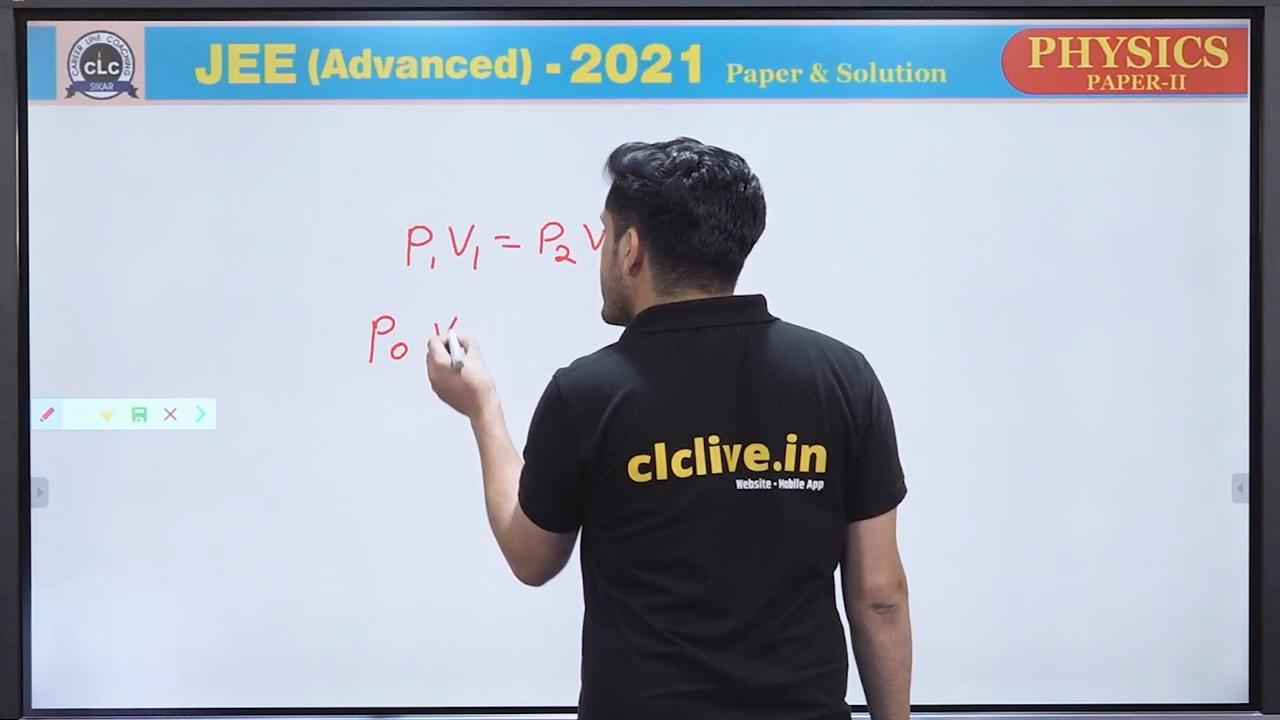 CAREER LINE COACHING
CLC
SIKAR
JEE (Advanced) - 2021 Paper & Solution
PHYSICS
PAPER-II
P₁ V₁ = P₂ V
P₀ V
clclive.in
Website • Mobile App